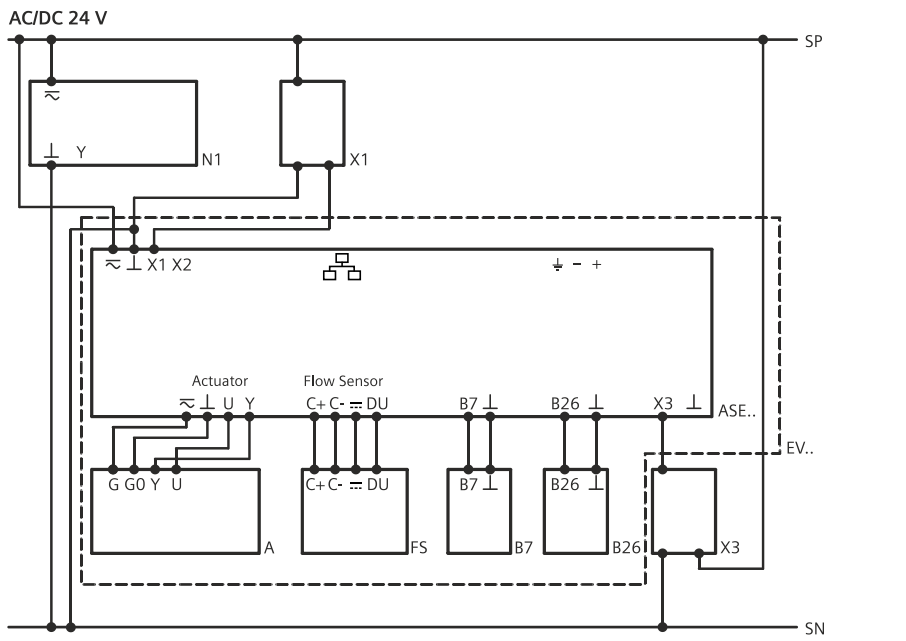 AC/DC 24 V
SP
⊥ Y
N1
X1
⊥ X1 X2
- +
Actuator Flow Sensor
⊥ U Y C+ C- DU B7 ⊥ B26 ⊥ X3 ⊥
ASE..
EV..
G G0 Y U C+ C- DU B7 ⊥ B26 ⊥
A FS B7 B26 X3
SN